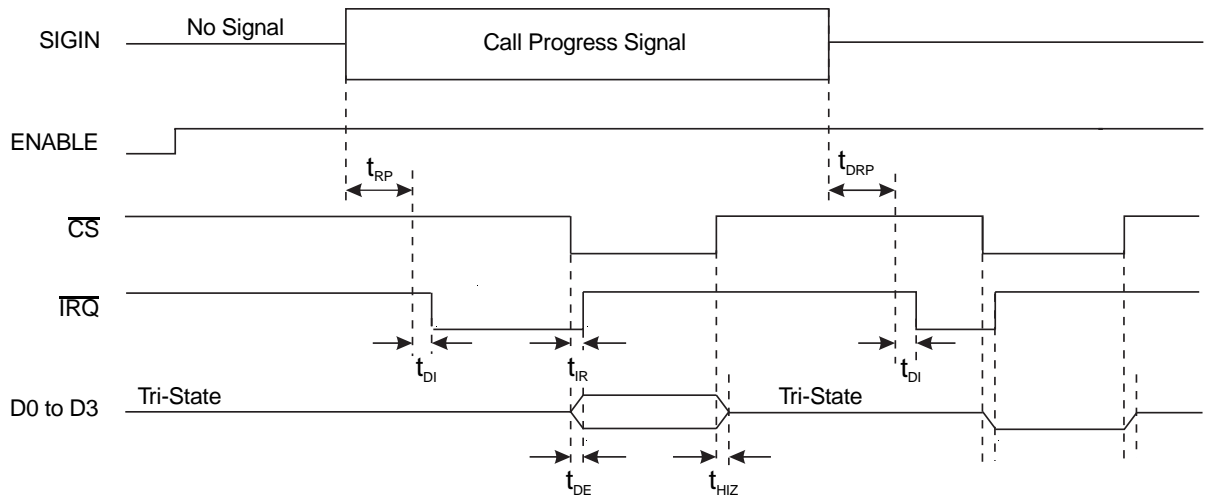 No Signal
SIGIN
Call Progress Signal
ENABLE
tRP
tDRP
CS
IRQ
tDI
tIR
tDI
Tri-State
Tri-State
D0 to D3
tDE
tHIZ